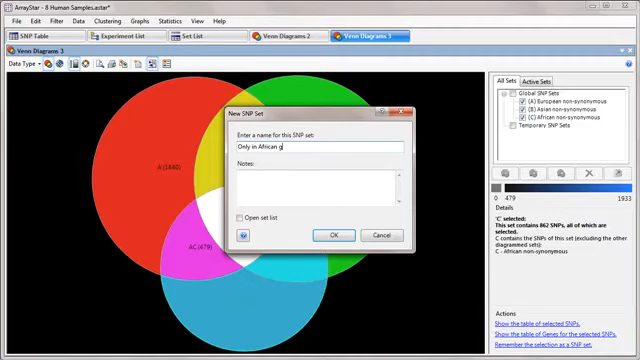 ArrayStar - 8 Human Samples.astar*
File Edit Data Clustering Graphs Statistics View Help
SNP Table Experiment List Set List Venn Diagrams 2 Venn Diagrams 3
Venn Diagrams 3
Data Type
All Sets Active Sets
Global SNP Sets
(A) European non-synonymous
(B) Asian non-synonymous
(C) African non-synonymous
Temporary SNP Sets
New SNP Set
Enter a name for this SNP set:
Only in African g
Notes:
Open set list
OK Cancel
AC (479)
0 479 1933
Details
'C' selected:
This set contains 862 SNPs, all of which are selected.
C contains the SNPs of this set (excluding the other diagrammed sets):
C - African non-synonymous
Actions
Show the table of selected SNPs.
Show the table of Genes for the selected SNPs.
Remember the selection as a SNP set.